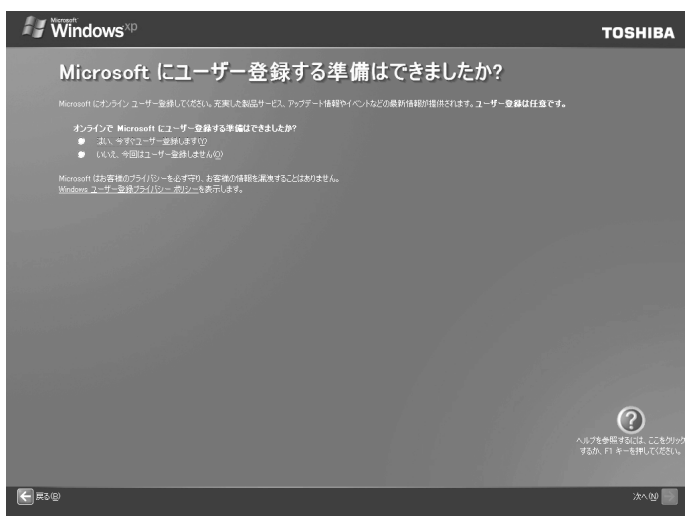 Microsoft
Windows xp
TOSHIBA
Microsoft にユーザー登録する準備はできましたか?
Microsoft にオンライン ユーザー登録してください。充実した製品サービス、アップデート情報やイベントなどの最新情報が提供されます。ユーザー登録は任意です。
オンラインで Microsoft にユーザー登録する準備はできましたか?
はい、今すぐユーザー登録します(Y)
いいえ、今回はユーザー登録しません(O)
Microsoft はお客様のプライバシーを必ず守り、お客様の情報を漏洩することはありません。
Windows ユーザー登録プライバシー ポリシーを表示します。
ヘルプを参照するには、ここをクリック
するか、F1 キーを押してください。
戻る(B)
次へ(N)